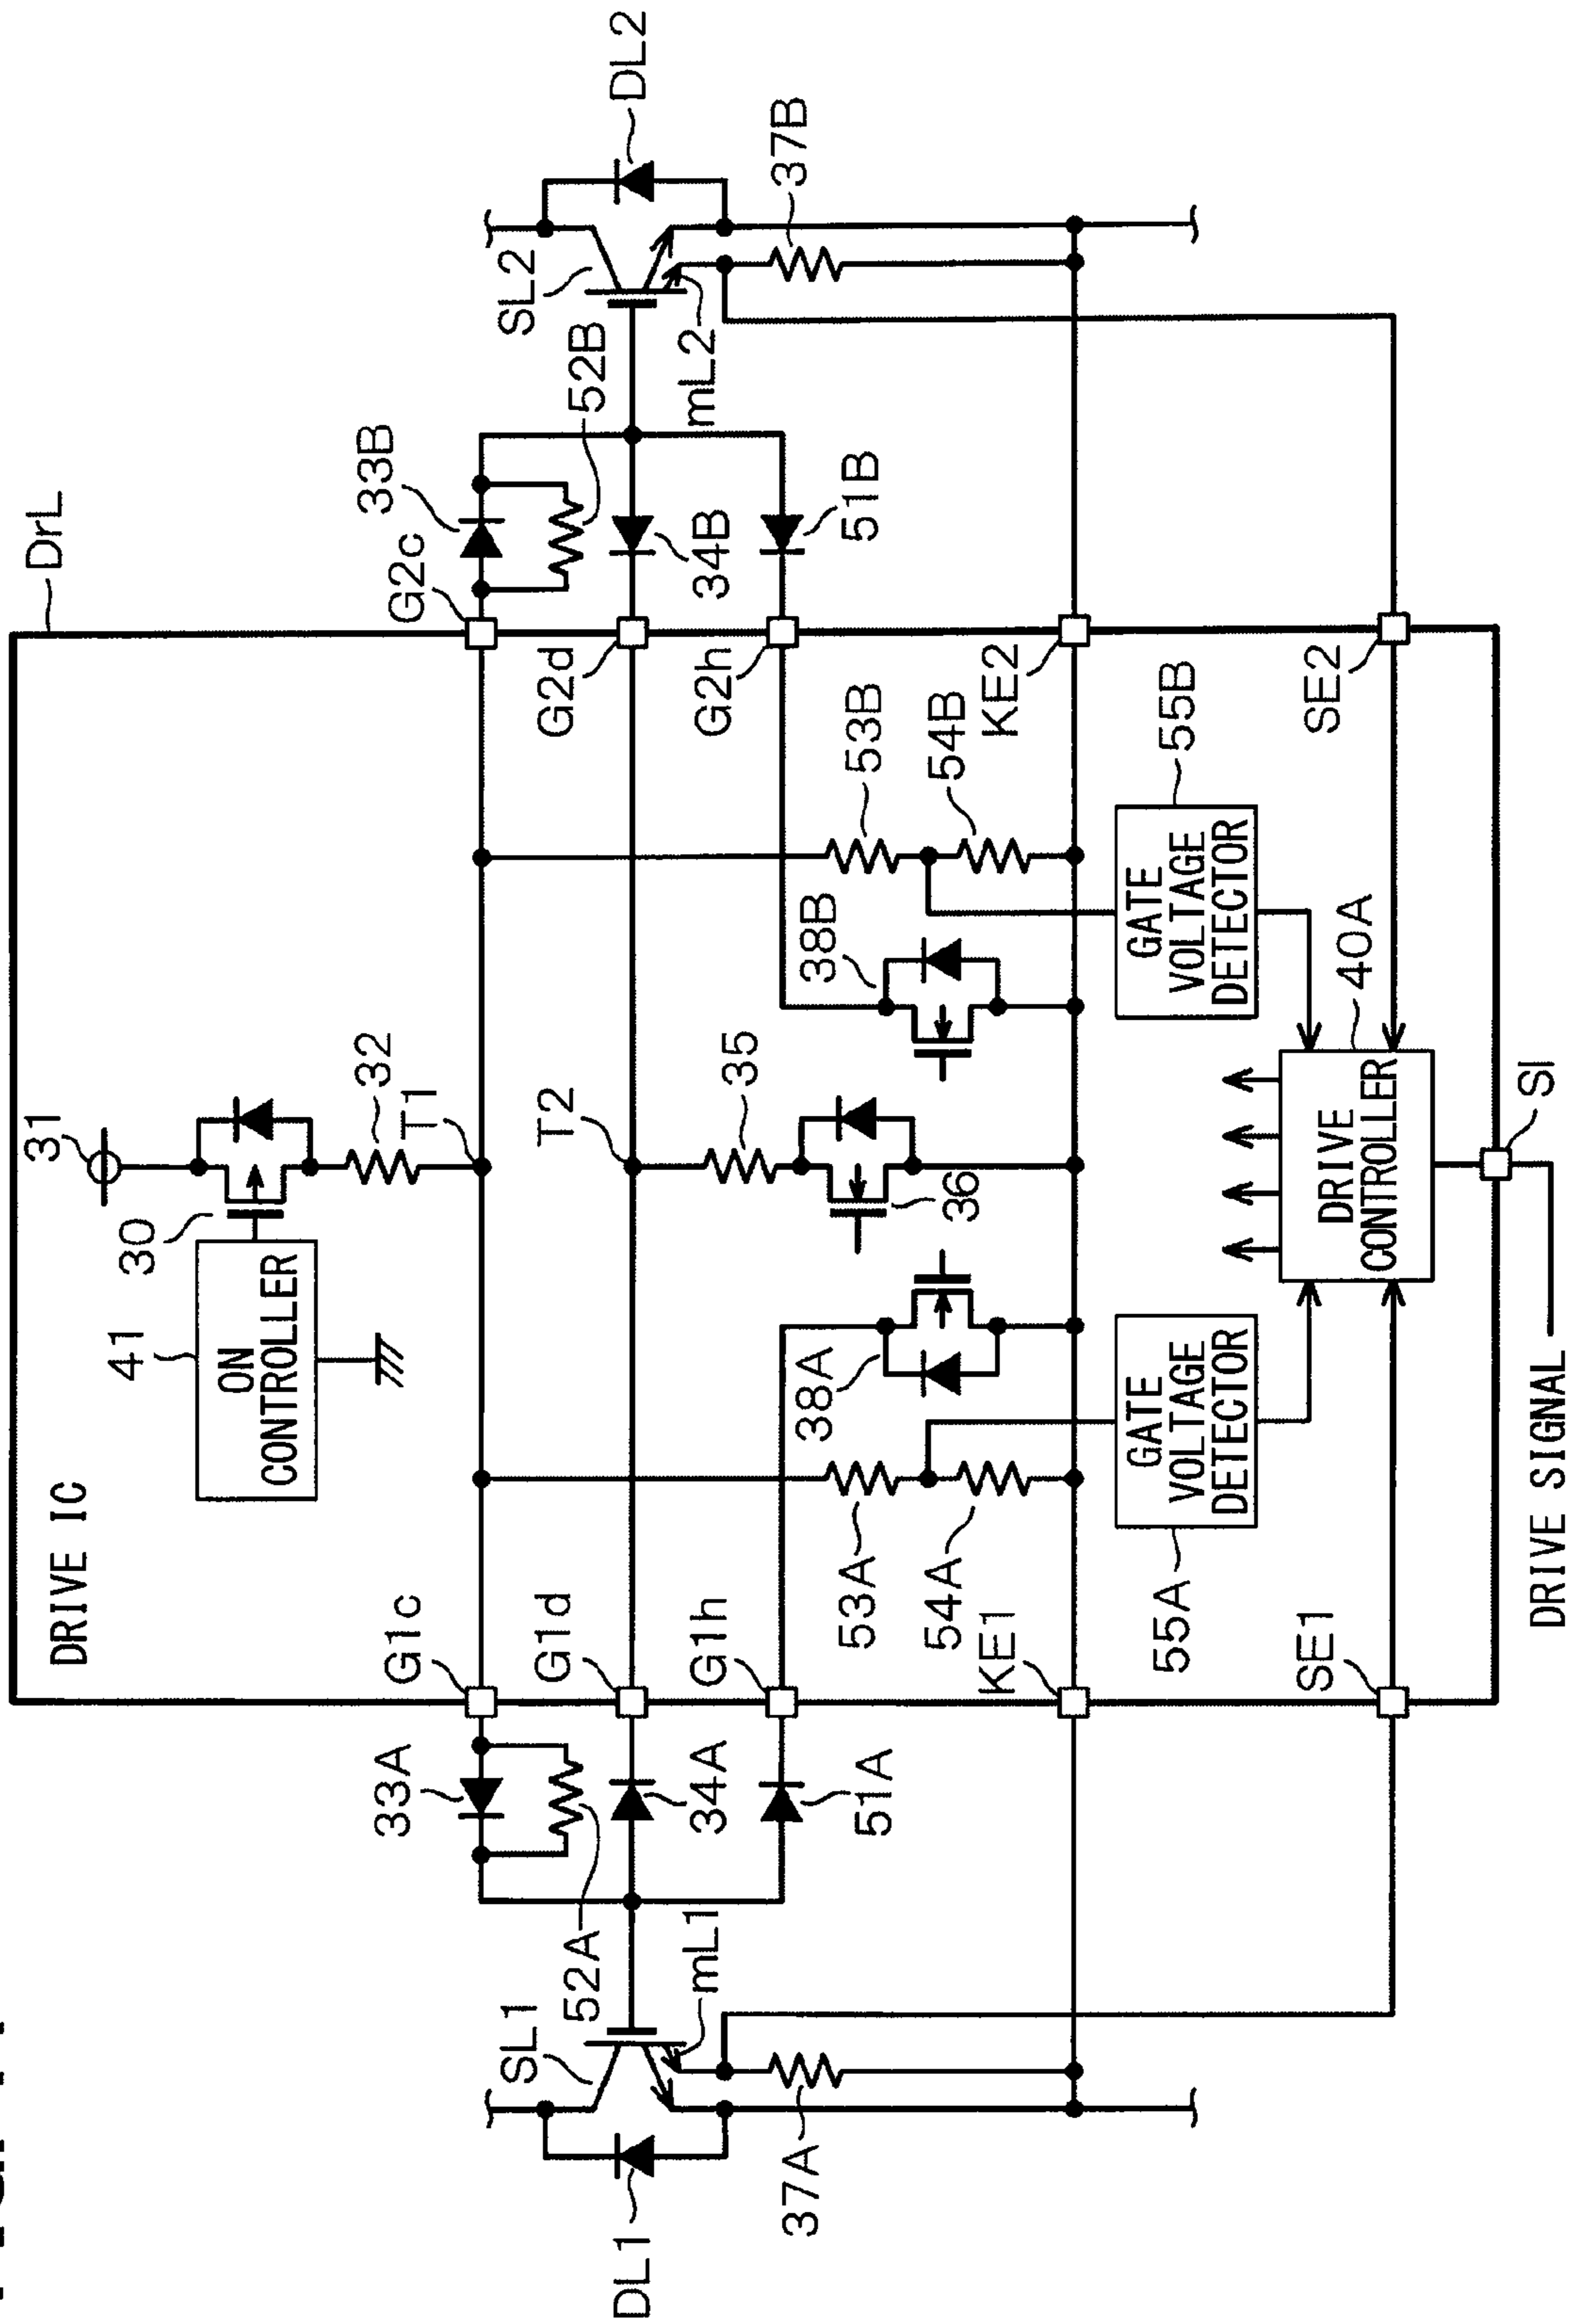 DRIVE IC
DrL
41
ON
CONTROLLER
30
31
32
T1
T2
35
36
G1c
G1d
G1h
KE1
SE1
G2c
G2d
G2h
KE2
SE2
33A
52A
34A
51A
SL1
mL1
DL1
37A
33B
52B
34B
51B
SL2
mL2
DL2
37B
38A
38B
53A
54A
55A
GATE
VOLTAGE
DETECTOR
53B
54B
55B
GATE
VOLTAGE
DETECTOR
40A
DRIVE
CONTROLLER
SI
DRIVE SIGNAL